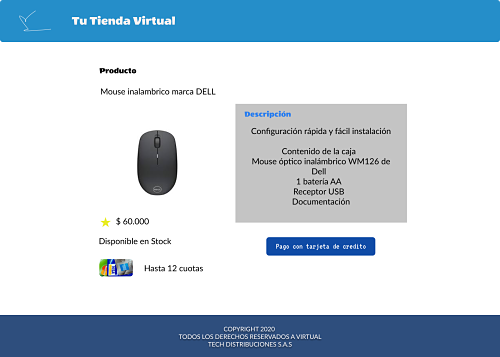 Tu Tienda Virtual
Producto
Mouse inalambrico marca DELL
Descripción
Configuración rápida y fácil instalación
Contenido de la caja
Mouse óptico inalámbrico WM126 de
Dell
1 batería AA
Receptor USB
Documentación
$ 60.000
Disponible en Stock
Pago con tarjeta de credito
Hasta 12 cuotas
COPYRIGHT 2020
TODOS LOS DERECHOS RESERVADOS A VIRTUAL
TECH DISTRIBUCIONES S.A.S